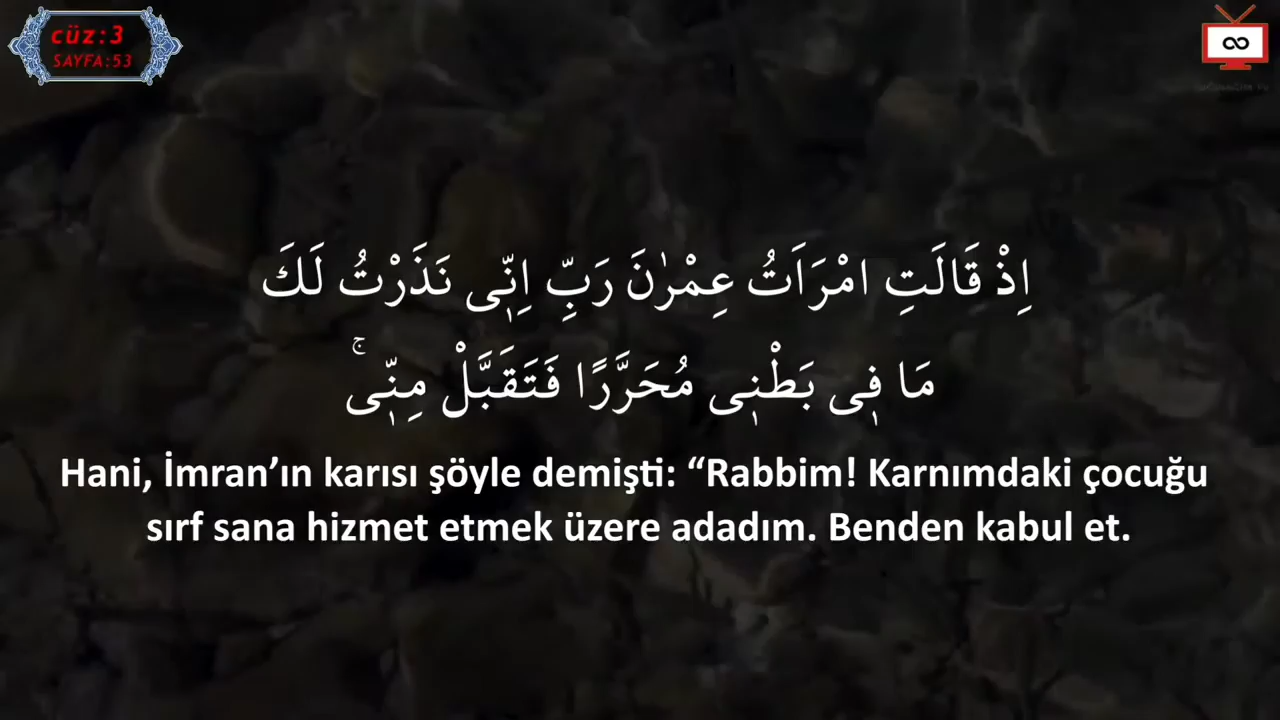 cüz:3
SAYFA:53
اِذْ قَالَتِ امْرَاَتُ عِمْرٰنَ رَبِّ اِنّ۪ى نَذَرْتُ لَكَ
مَا ف۪ى بَطْن۪ى مُحَرَّرًا فَتَقَبَّلْ مِنّ۪ىۚ
Hani, İmran’ın karısı şöyle demişti: “Rabbim! Karnımdaki çocuğu
sırf sana hizmet etmek üzere adadım. Benden kabul et.